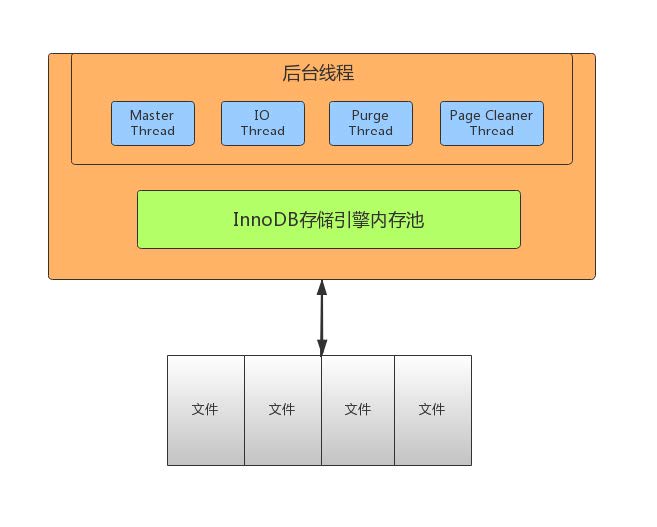 后台线程
Master
Thread
IO
Thread
Purge
Thread
Page Cleaner
Thread
InnoDB存储引擎内存池
文件
文件
文件
文件